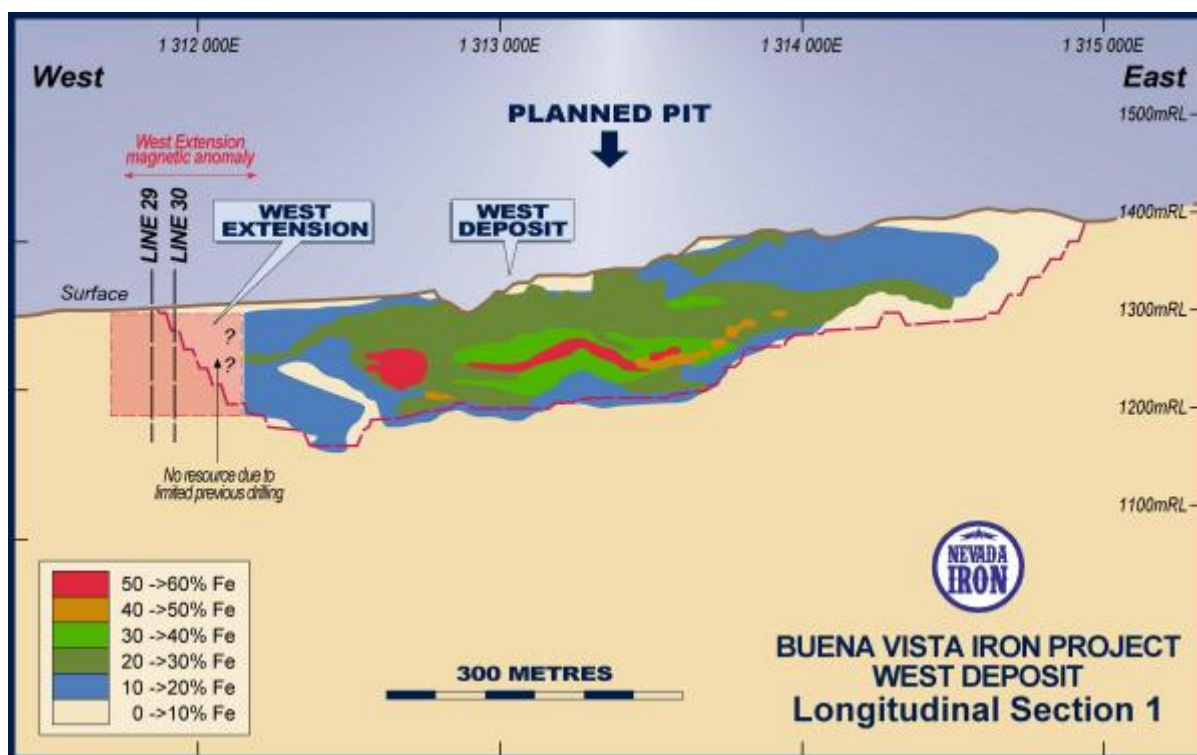 1 312 000E
1 313 000E
1 314 000E
1 315 000E
West
East
PLANNED PIT
1500mRL
West Extension
magnetic anomaly
LINE 29
LINE 30
WEST
EXTENSION
WEST
DEPOSIT
1400mRL
Surface
1300mRL
?
?
1200mRL
No resource due to
limited previous drilling
1100mRL
50 ->60% Fe
40 ->50% Fe
30 ->40% Fe
20 ->30% Fe
10 ->20% Fe
0 ->10% Fe
300 METRES
NEVADA
IRON
BUENA VISTA IRON PROJECT
WEST DEPOSIT
Longitudinal Section 1